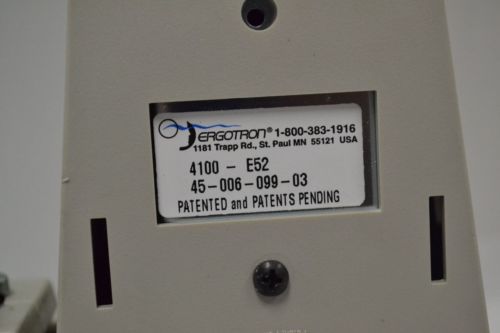 ERGOTRON® 1-800-383-1916
1181 Trapp Rd., St. Paul MN 55121 USA
4100 - E52
45-006-099-03
PATENTED and PATENTS PENDING